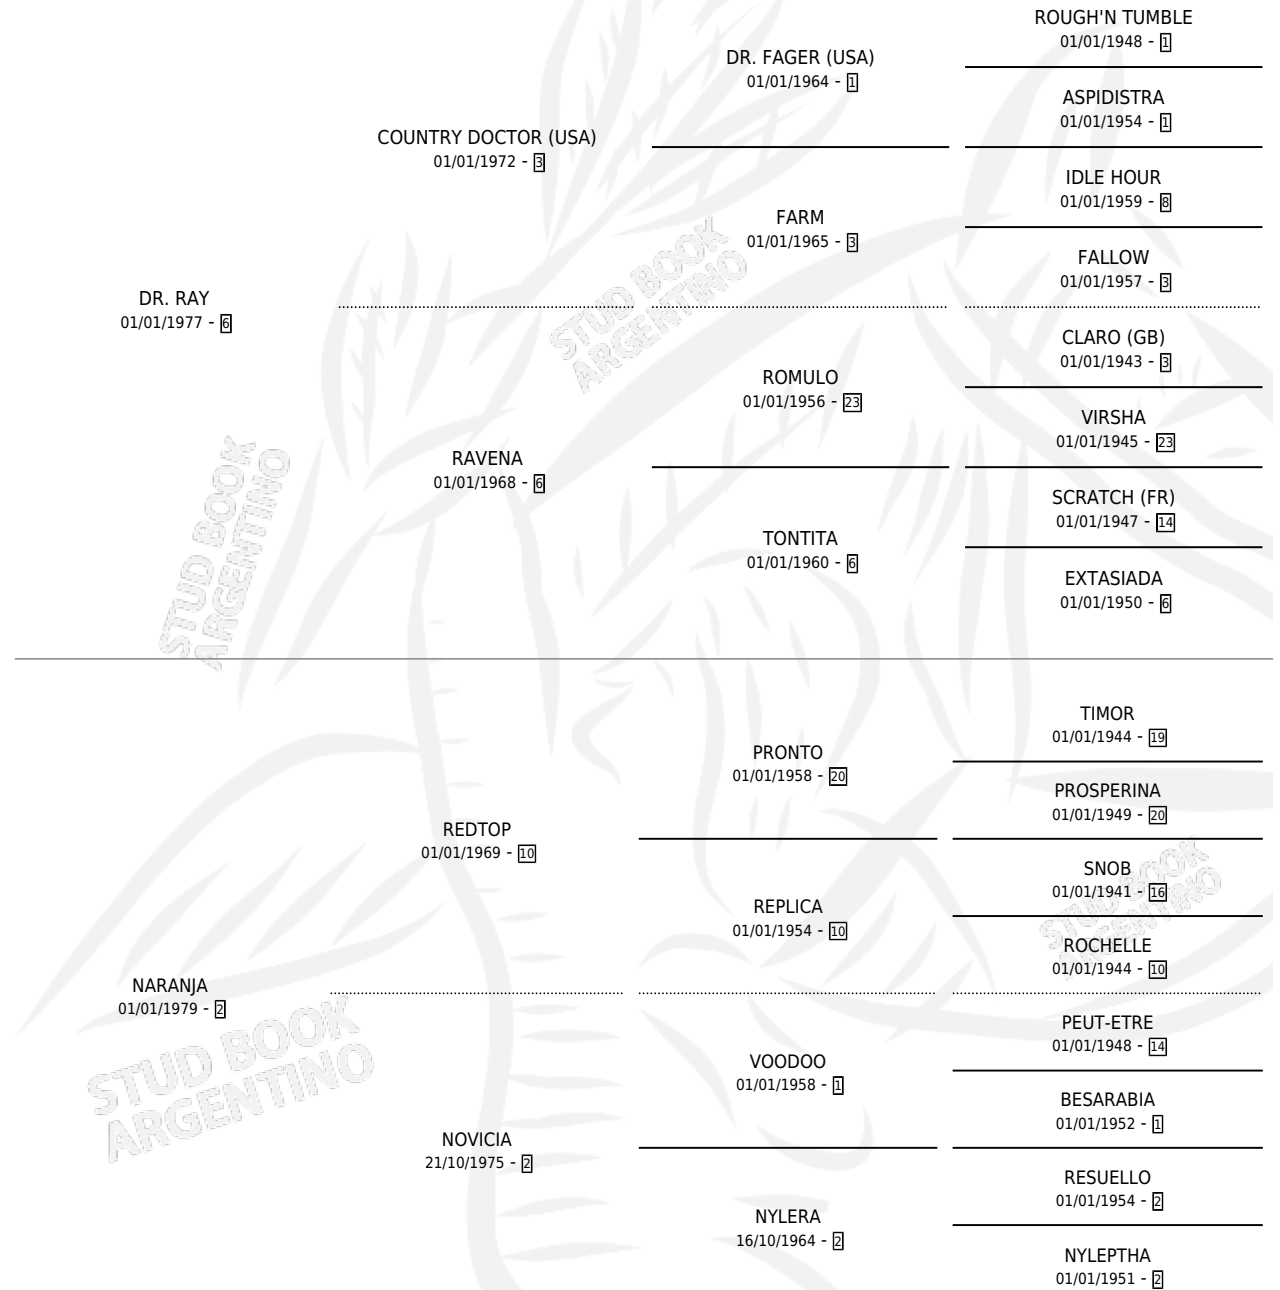 ROUGH'N TUMBLE
01/01/1948 - 1
DR. FAGER (USA)
01/01/1964 - 1
ASPIDISTRA
01/01/1954 - 1
COUNTRY DOCTOR (USA)
01/01/1972 - 3
IDLE HOUR
01/01/1959 - 8
FARM
01/01/1965 - 3
FALLOW
01/01/1957 - 3
DR. RAY
01/01/1977 - 6
CLARO (GB)
01/01/1943 - 3
ROMULO
01/01/1956 - 23
VIRSHA
01/01/1945 - 23
RAVENA
01/01/1968 - 6
SCRATCH (FR)
01/01/1947 - 14
TONTITA
01/01/1960 - 6
EXTASIADA
01/01/1950 - 6
TIMOR
01/01/1944 - 19
PRONTO
01/01/1958 - 20
PROSPERINA
01/01/1949 - 20
REDTOP
01/01/1969 - 10
SNOB
01/01/1941 - 16
REPLICA
01/01/1954 - 10
ROCHELLE
01/01/1944 - 10
NARANJA
01/01/1979 - 2
PEUT-ETRE
01/01/1948 - 14
VOODOO
01/01/1958 - 1
BESARABIA
01/01/1952 - 1
NOVICIA
21/10/1975 - 2
RESUELLO
01/01/1954 - 2
NYLERA
16/10/1964 - 2
NYLEPTHA
01/01/1951 - 2
STUD BOOK
ARGENTINO
STUD BOOK
ARGENTINO
STUD BOOK
ARGENTINO
STUD BOOK
ARGENTINO